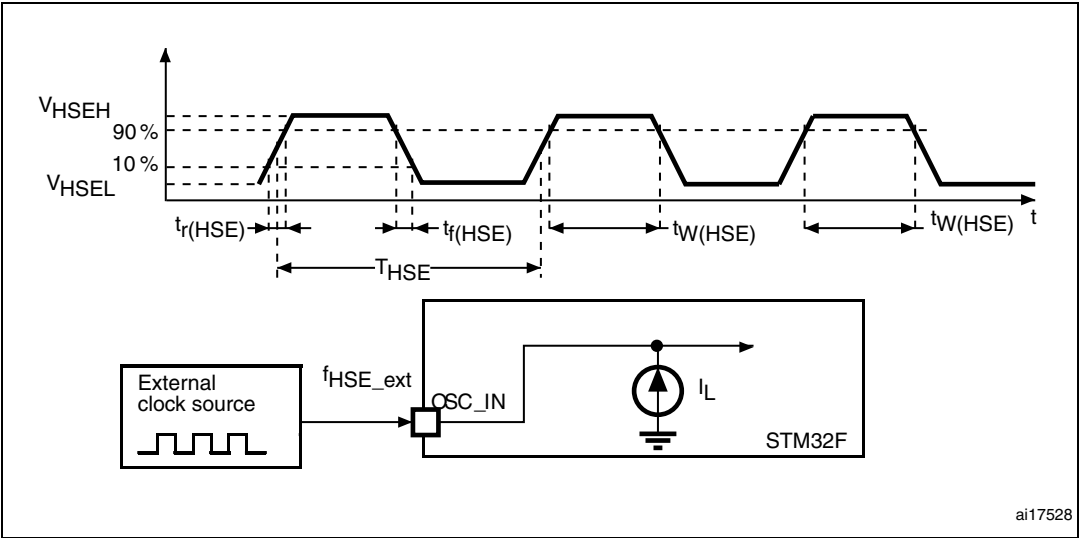 VHSEH
90 %
10 %
VHSEL
tr(HSE)
tf(HSE)
tW(HSE)
tW(HSE)
t
THSE
External
clock source
fHSE_ext
OSC_IN
IL
STM32F
ai17528